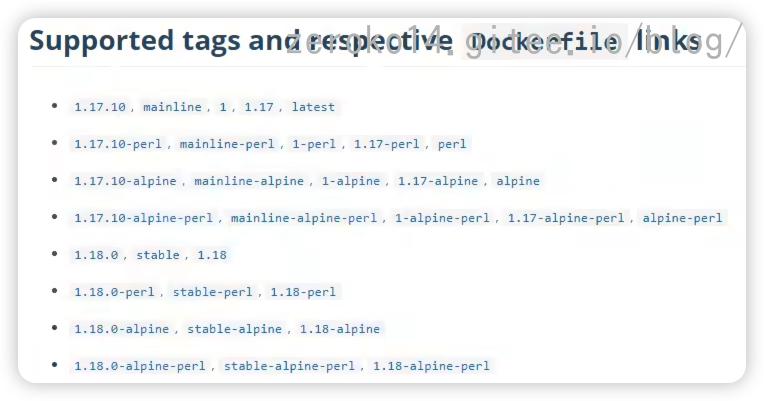 Supported tags and respective Dockerfile links
zeroko14.gitee.io/blog/
1.17.10, mainline, 1, 1.17, latest
1.17.10-perl, mainline-perl, 1-perl, 1.17-perl, perl
1.17.10-alpine, mainline-alpine, 1-alpine, 1.17-alpine, alpine
1.17.10-alpine-perl, mainline-alpine-perl, 1-alpine-perl, 1.17-alpine-perl, alpine-perl
1.18.0, stable, 1.18
1.18.0-perl, stable-perl, 1.18-perl
1.18.0-alpine, stable-alpine, 1.18-alpine
1.18.0-alpine-perl, stable-alpine-perl, 1.18-alpine-perl